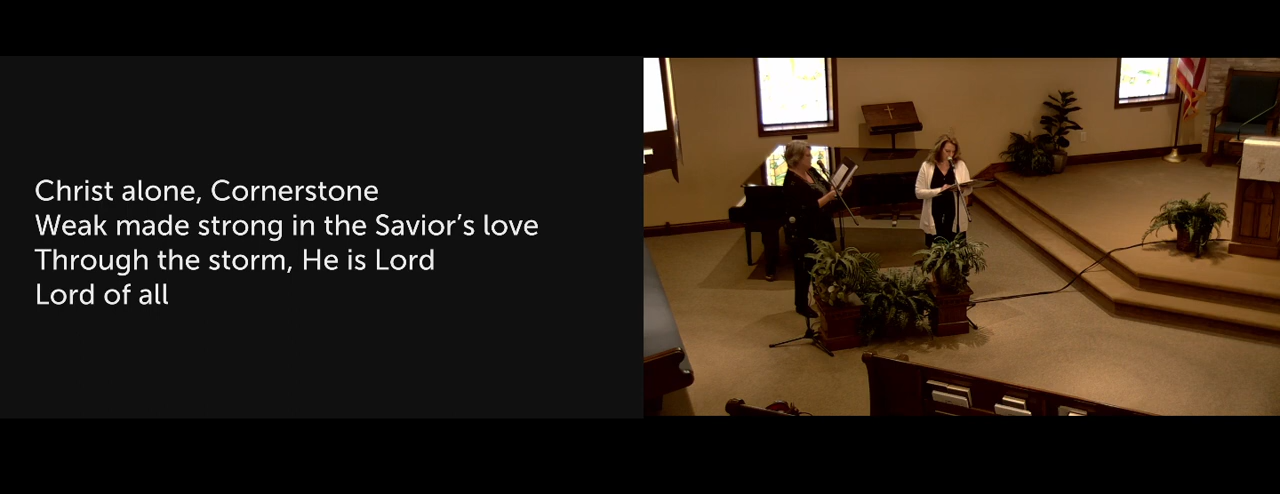 Christ alone, Cornerstone
Weak made strong in the Savior's love
Through the storm, He is Lord
Lord of all